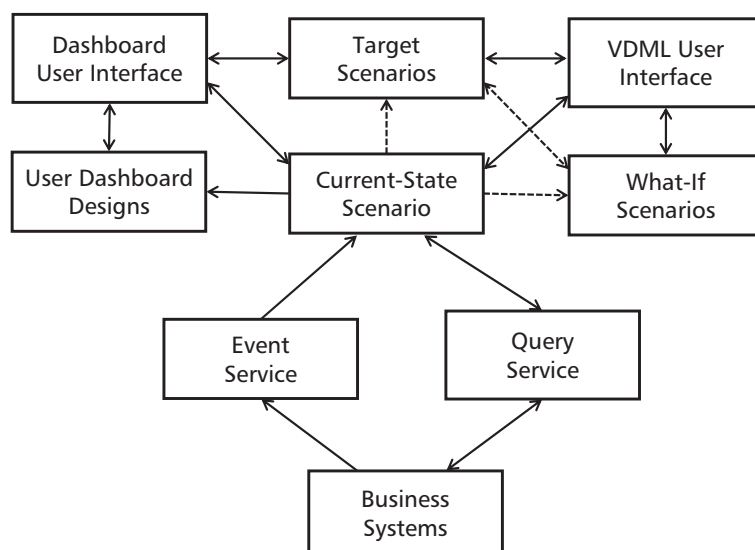 Dashboard
User Interface
Target
Scenarios
VDML User
Interface
User Dashboard
Designs
Current-State
Scenario
What-If
Scenarios
Event
Service
Query
Service
Business
Systems